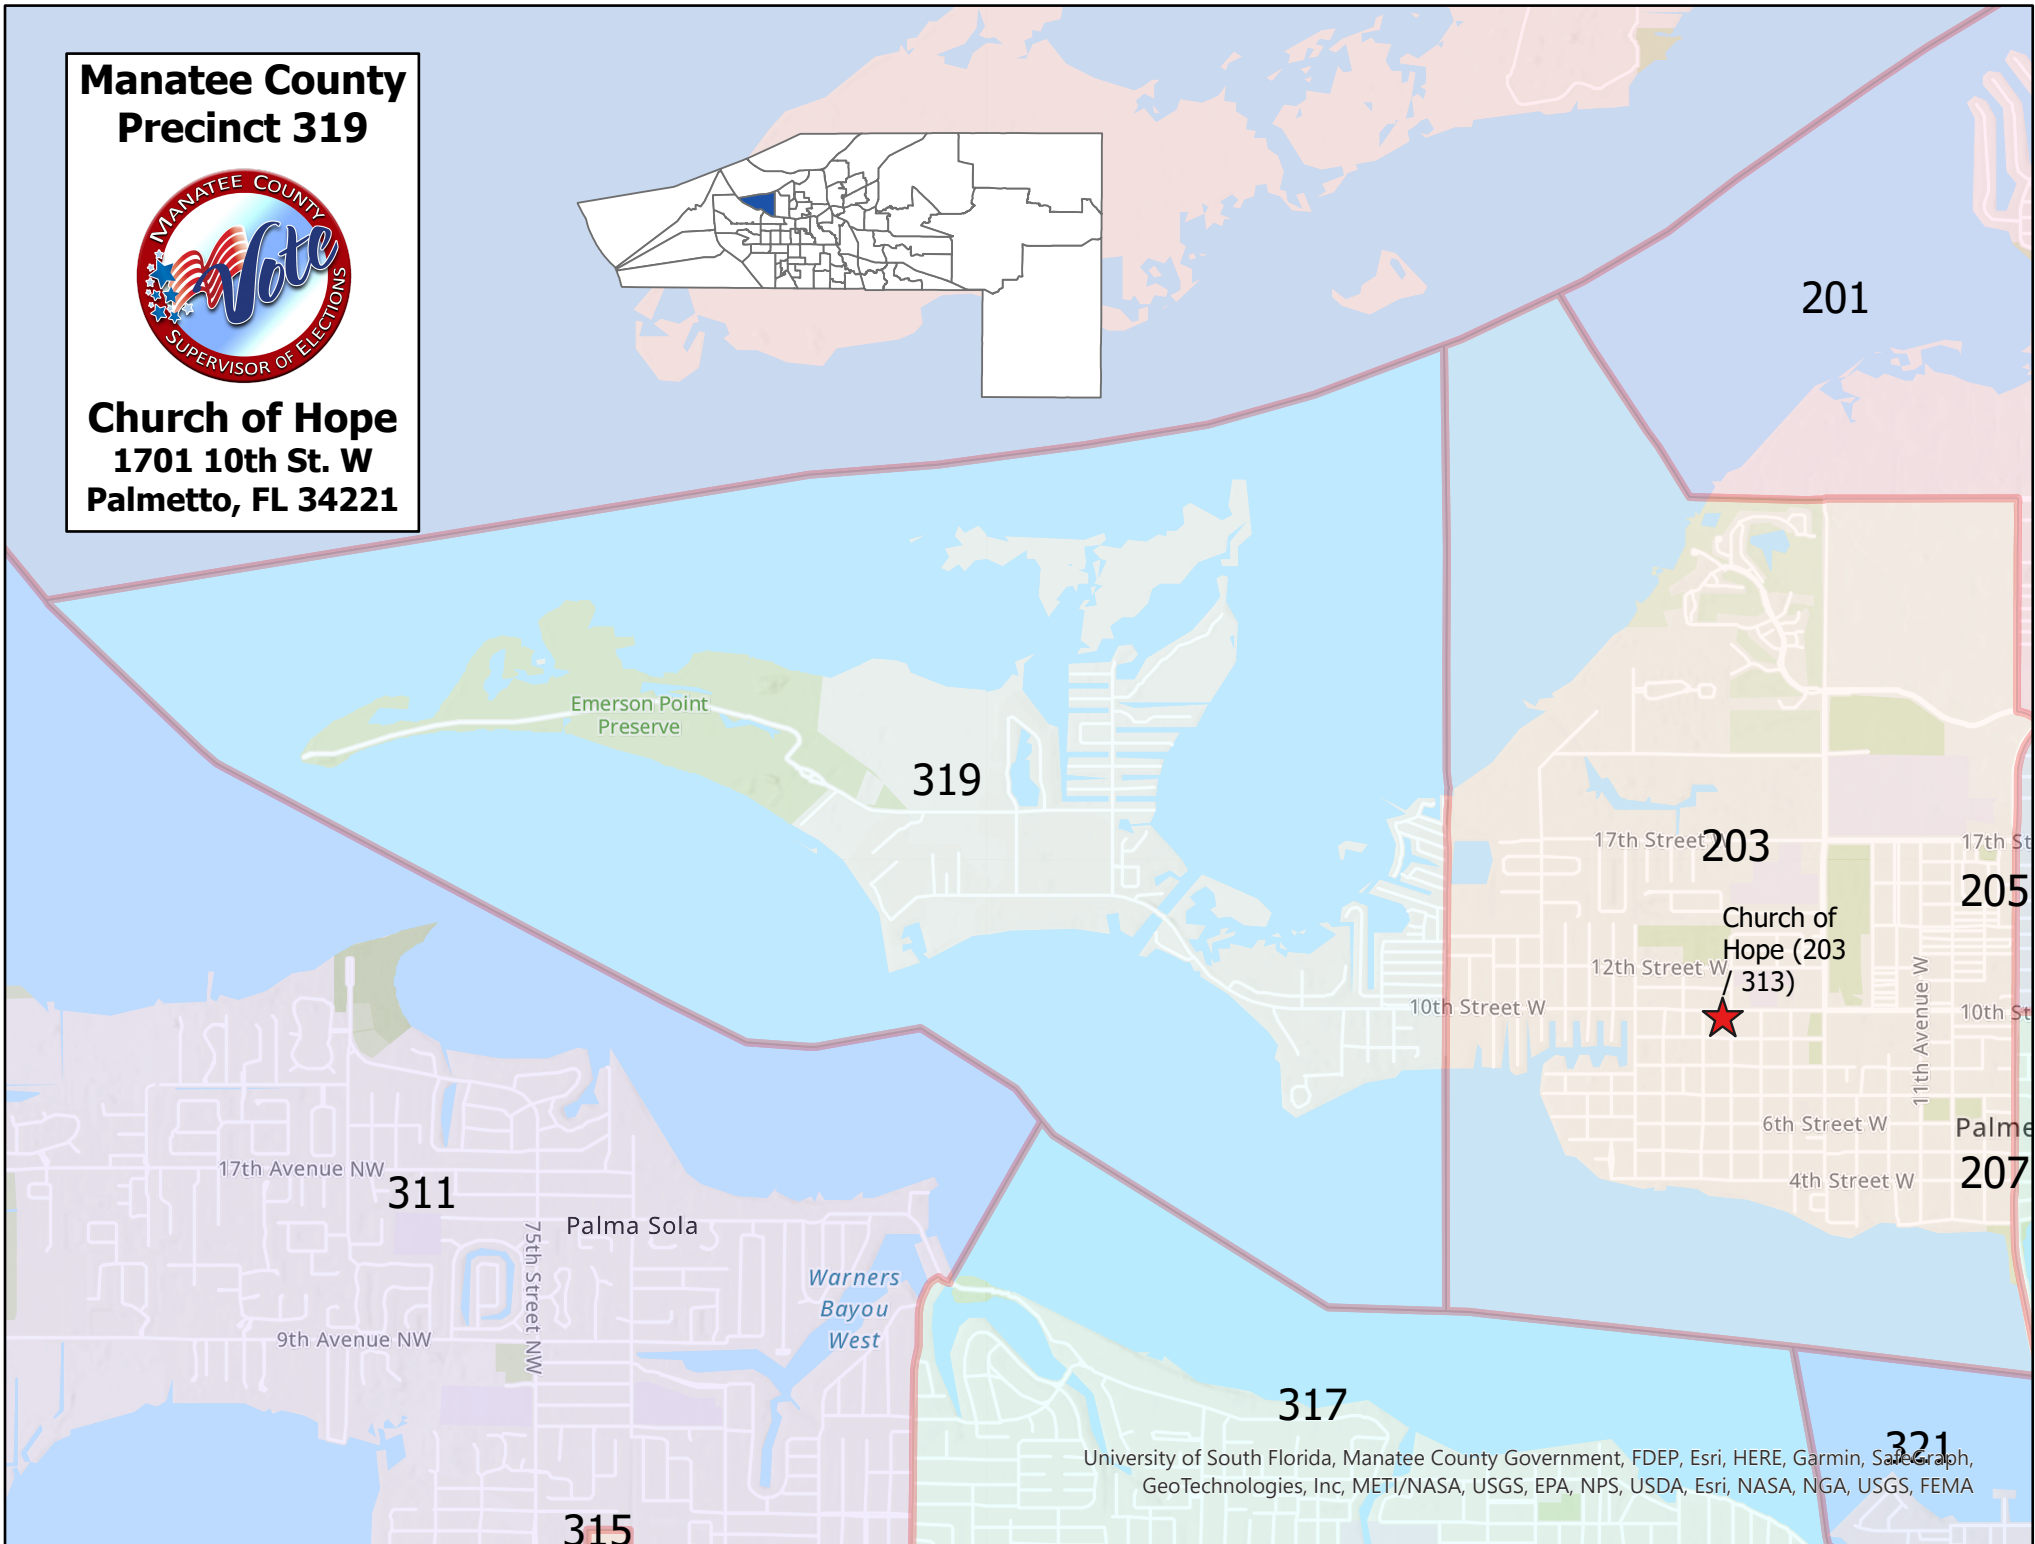 Manatee County
Precinct 319
MANATEE COUNTY
Vote
SUPERVISOR OF ELECTIONS
Church of Hope
1701 10th St. W
Palmetto, FL 34221
201
Emerson Point
Preserve
319
17th Street W
203
17th St
205
Church of
Hope (203
/ 313)
12th Street W
10th Street W
10th St
11th Avenue W
6th Street W
Palme
207
4th Street W
17th Avenue NW
311
Palma Sola
75th Street NW
Warners
Bayou
West
9th Avenue NW
317
321
University of South Florida, Manatee County Government, FDEP, Esri, HERE, Garmin, SafeGraph,
GeoTechnologies, Inc, METI/NASA, USGS, EPA, NPS, USDA, Esri, NASA, NGA, USGS, FEMA
315